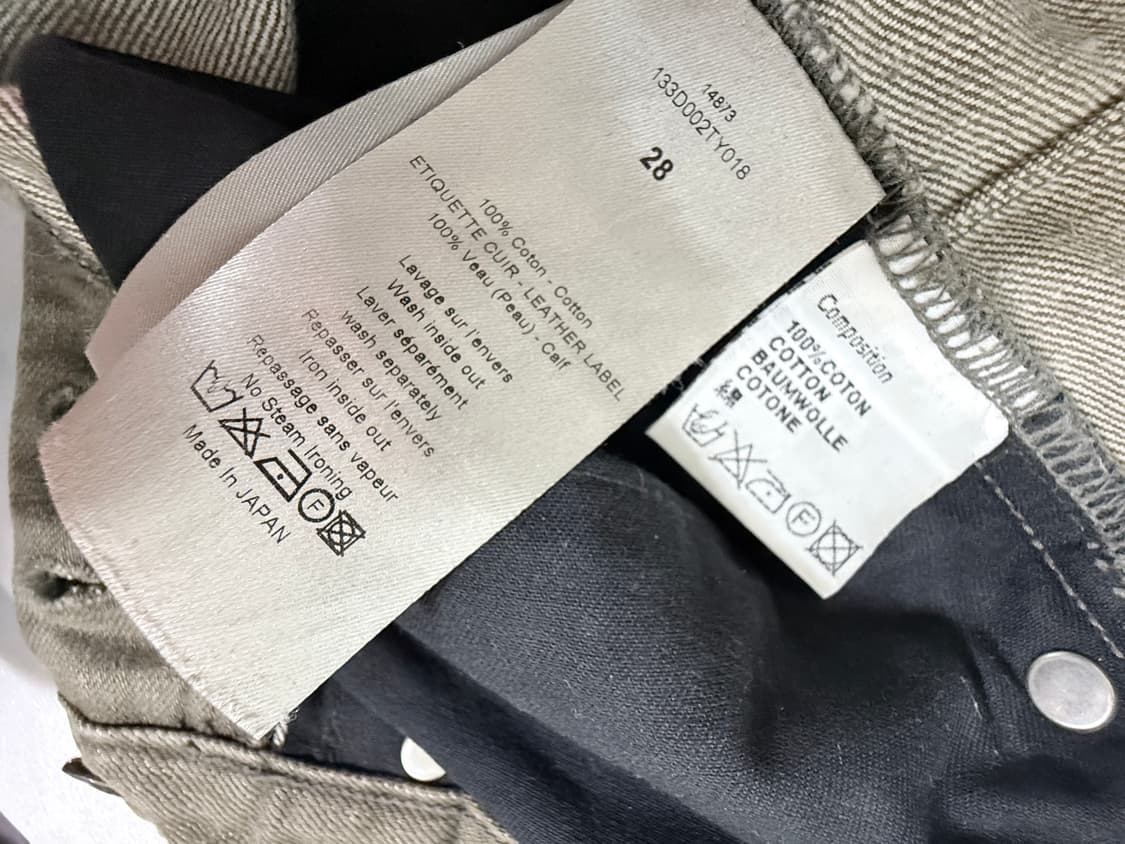 14873
133D002TY018
28
100% Coton - Cotton
ETIQUETTE CUIR - LEATHER LABEL
100% Veau (Peau) - Calf
Lavage sur l'envers
Wash inside out
Laver séparément
wash separately
Repasser sur l'envers
Iron inside out
Repassage sans vapeur
No Steam Ironing
F
Made In JAPAN
Composition
100%COTON
COTTON
BAUMWOLLE
COTONE
綿
F